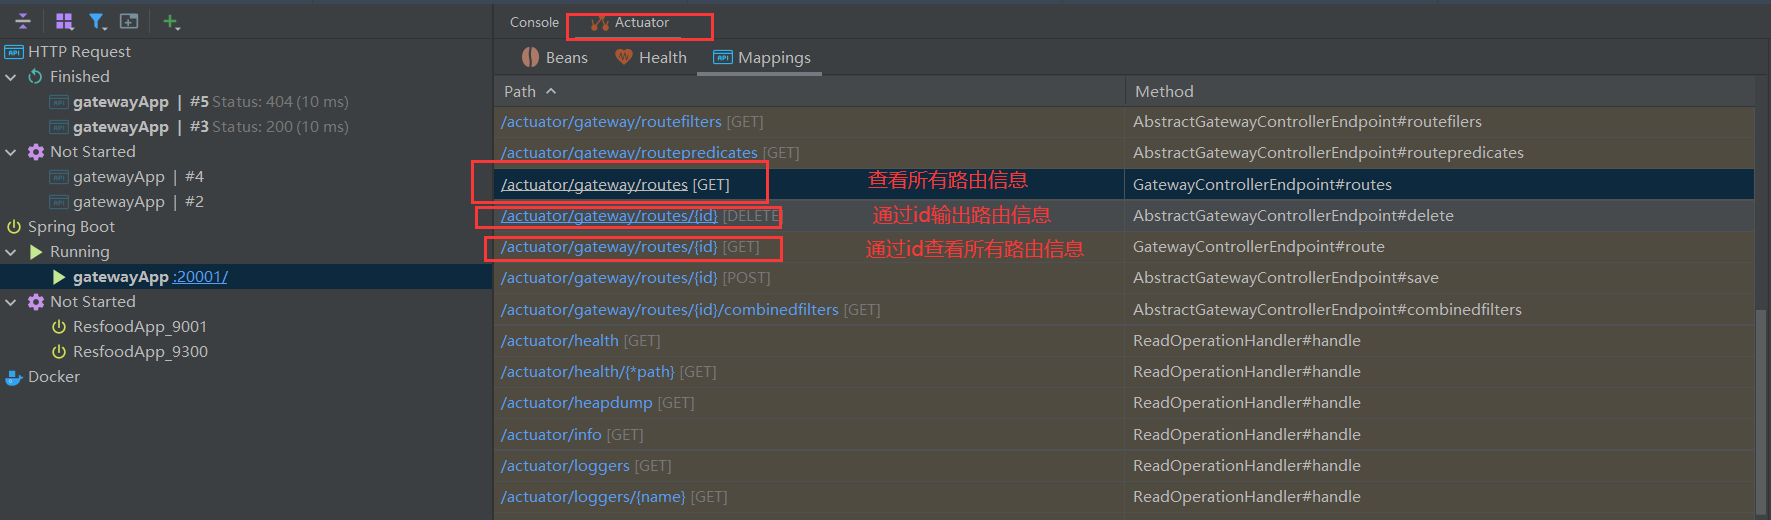 Console
Actuator
HTTP Request
Beans
Health
API
Mappings
Finished
Path
Method
gatewayApp | #5 Status: 404 (10 ms)
gatewayApp | #3 Status: 200 (10 ms)
Not Started
gatewayApp | #4
gatewayApp | #2
Spring Boot
Running
gatewayApp :20001/
Not Started
ResfoodApp_9001
ResfoodApp_9300
Docker
/actuator/gateway/routefilters [GET]
AbstractGatewayControllerEndpoint#routefilers
/actuator/gateway/routepredicates [GET]
AbstractGatewayControllerEndpoint#routepredicates
/actuator/gateway/routes [GET]
查看所有路由信息
GatewayControllerEndpoint#routes
/actuator/gateway/routes/{id} [DELETE
通过id输出路由信息
AbstractGatewayControllerEndpoint#delete
/actuator/gateway/routes/{id} [GET]
通过id查看所有路由信息
GatewayControllerEndpoint#route
/actuator/gateway/routes/{id} [POST]
AbstractGatewayControllerEndpoint#save
/actuator/gateway/routes/{id}/combinedfilters [GET]
AbstractGatewayControllerEndpoint#combinedfilters
/actuator/health [GET]
ReadOperationHandler#handle
/actuator/health/{*path} [GET]
ReadOperationHandler#handle
/actuator/heapdump [GET]
ReadOperationHandler#handle
/actuator/info [GET]
ReadOperationHandler#handle
/actuator/loggers [GET]
ReadOperationHandler#handle
/actuator/loggers/{name} [GET]
ReadOperationHandler#handle